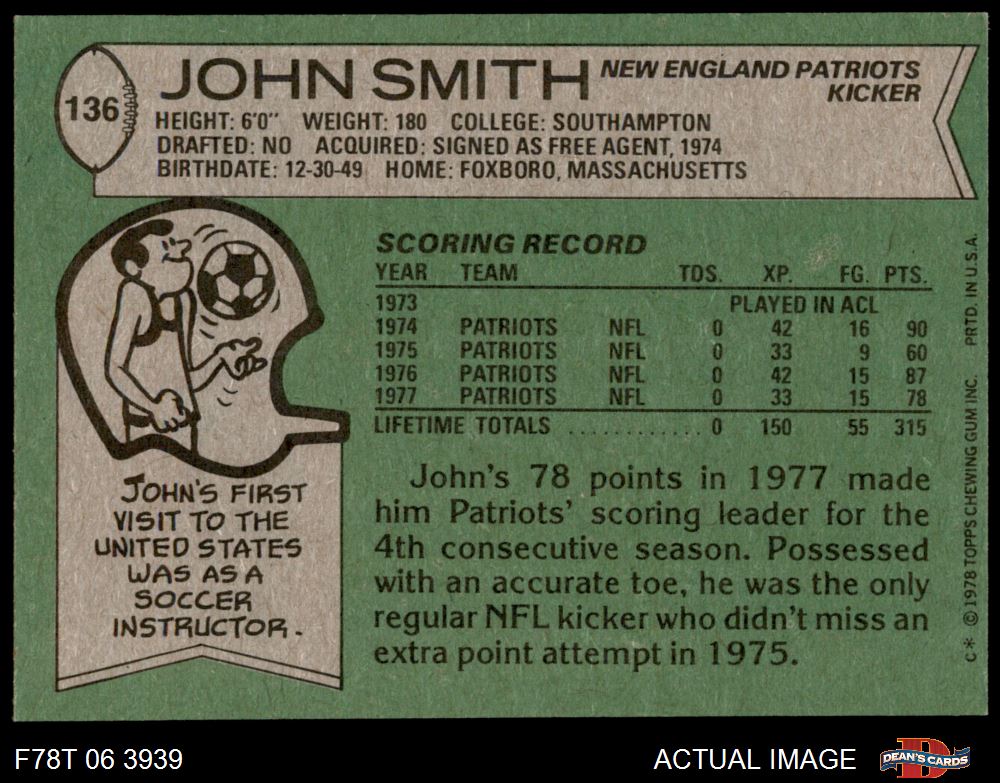 136
JOHN SMITH
NEW ENGLAND PATRIOTS
KICKER
HEIGHT: 6'0" WEIGHT: 180 COLLEGE: SOUTHAMPTON
DRAFTED: NO ACQUIRED: SIGNED AS FREE AGENT, 1974
BIRTHDATE: 12-30-49 HOME: FOXBORO, MASSACHUSETTS
JOHN'S FIRST
VISIT TO THE
UNITED STATES
WAS AS A
SOCCER
INSTRUCTOR.
SCORING RECORD
YEAR TEAM TDS. XP. FG. PTS.
1973 PLAYED IN ACL
1974 PATRIOTS NFL 0 42 16 90
1975 PATRIOTS NFL 0 33 9 60
1976 PATRIOTS NFL 0 42 15 87
1977 PATRIOTS NFL 0 33 15 78
LIFETIME TOTALS ............ 0 150 55 315
John's 78 points in 1977 made
him Patriots' scoring leader for the
4th consecutive season. Possessed
with an accurate toe, he was the only
regular NFL kicker who didn't miss an
extra point attempt in 1975.
C* ©1978 TOPPS CHEWING GUM INC. PRTD. IN U.S.A.
F78T 06 3939
ACTUAL IMAGE
DEAN'S CARDS